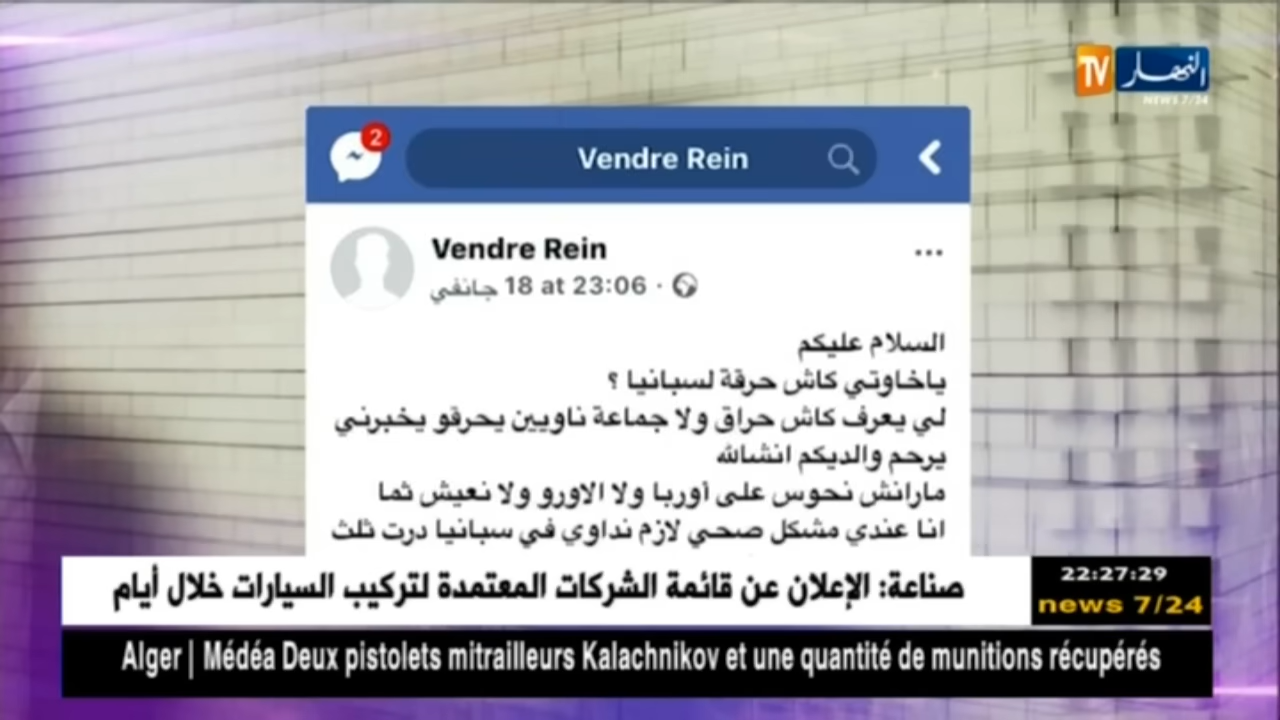 TV النهار
NEWS 7/24
2
Vendre Rein
Vendre Rein
18 جانفي at 23:06
السلام عليكم
ياخاوتي كاش حرقة لسبانيا ؟
لي يعرف كاش حراق ولا جماعة ناويين يحرقو يخبرني
يرحم والديكم انشالله
مارانش نحوس على أوربا ولا الاورو ولا نعيش ثما
انا عندي مشكل صحي لازم نداوي في سبانيا درت ثلث
صناعة: الإعلان عن قائمة الشركات المعتمدة لتركيب السيارات خلال أيام
22:27:29
news 7/24
Alger | Médéa Deux pistolets mitrailleurs Kalachnikov et une quantité de munitions récupérés